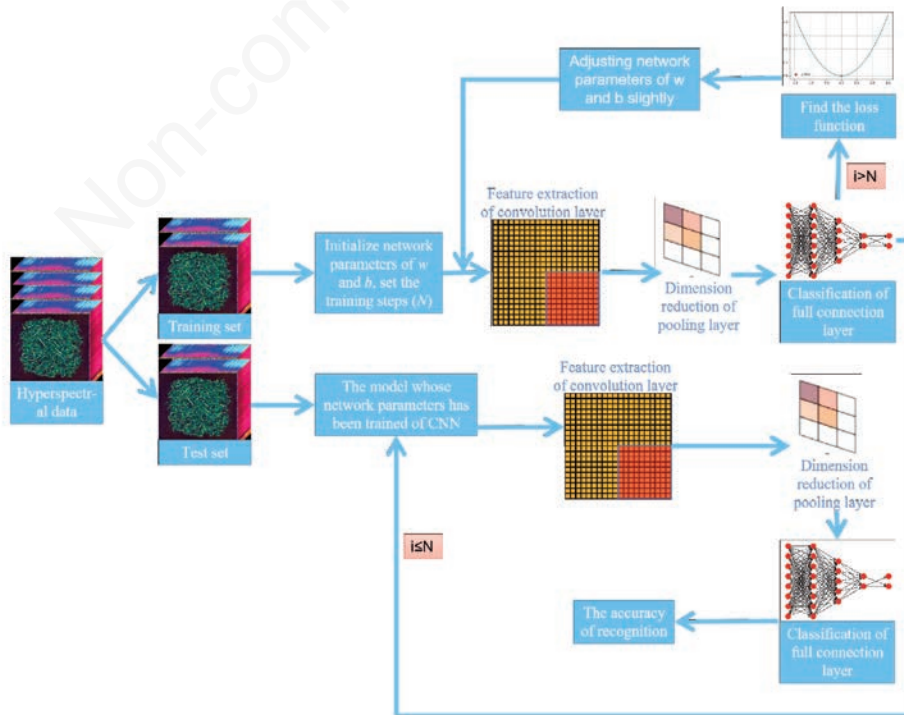 Non-com
Adjusting network
parameters of w
and b slightly
Find the loss
function
i>N
Feature extraction
of convolution layer
Initialize network
parameters of w
and b, set the
training steps (N)
Dimension
reduction of
pooling layer
Classification of
full connection
layer
Training set
Hyperspectr-
al data
Test set
The model whose
network parameters has
been trained of CNN
Feature extraction
of convolution layer
Dimension
reduction of
pooling layer
i≤N
The accuracy
of recognition
Classification of
full connection
layer